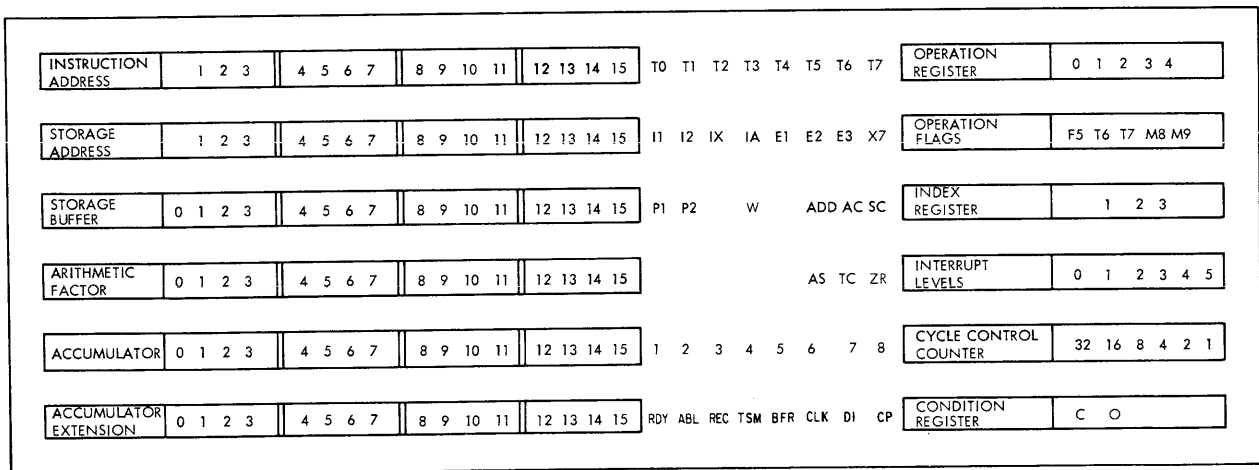 INSTRUCTION ADDRESS 1 2 3 4 5 6 7 8 9 10 11 12 13 14 15 T0 T1 T2 T3 T4 T5 T6 T7 OPERATION REGISTER 0 1 2 3 4
STORAGE ADDRESS 1 2 3 4 5 6 7 8 9 10 11 12 13 14 15 I1 I2 IX IA E1 E2 E3 X7 OPERATION FLAGS F5 T6 T7 M8 M9
STORAGE BUFFER 0 1 2 3 4 5 6 7 8 9 10 11 12 13 14 15 P1 P2 W ADD AC SC INDEX REGISTER 1 2 3
ARITHMETIC FACTOR 0 1 2 3 4 5 6 7 8 9 10 11 12 13 14 15 AS TC ZR INTERRUPT LEVELS 0 1 2 3 4 5
ACCUMULATOR 0 1 2 3 4 5 6 7 8 9 10 11 12 13 14 15 1 2 3 4 5 6 7 8 CYCLE CONTROL COUNTER 32 16 8 4 2 1
ACCUMULATOR EXTENSION 0 1 2 3 4 5 6 7 8 9 10 11 12 13 14 15 RDY ABL REC TSM BFR CLK DI CP CONDITION REGISTER C O